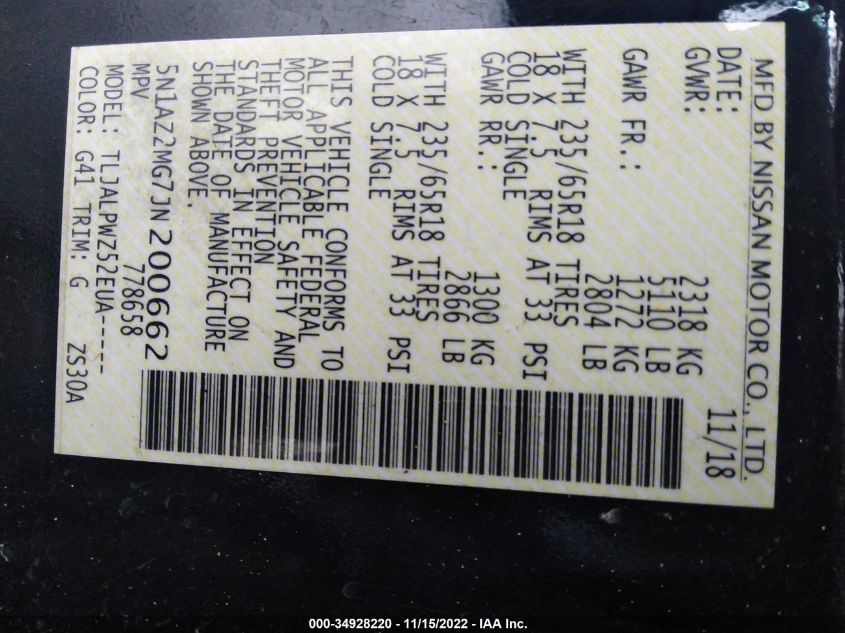 MFD BY NISSAN MOTOR CO., LTD.
DATE: 11/18
GVWR: 2318 KG
5110 LB
GAWR FR.: 1272 KG
2804 LB
WITH 235/65R18 TIRES
18 X 7.5 RIMS AT 33 PSI
COLD SINGLE
GAWR RR.: 1300 KG
2866 LB
WITH 235/65R18 TIRES
18 X 7.5 RIMS AT 33 PSI
COLD SINGLE
THIS VEHICLE CONFORMS TO
ALL APPLICABLE FEDERAL
MOTOR VEHICLE SAFETY AND
THEFT PREVENTION
STANDARDS IN EFFECT ON
THE DATE OF MANUFACTURE
SHOWN ABOVE.
5N1AZ2MG7JN200662
MPV 778658
MODEL: TLJALPWZ52EUA-----
COLOR: G41 TRIM: G ZS30A
000-34928220 - 11/15/2022 - IAA Inc.